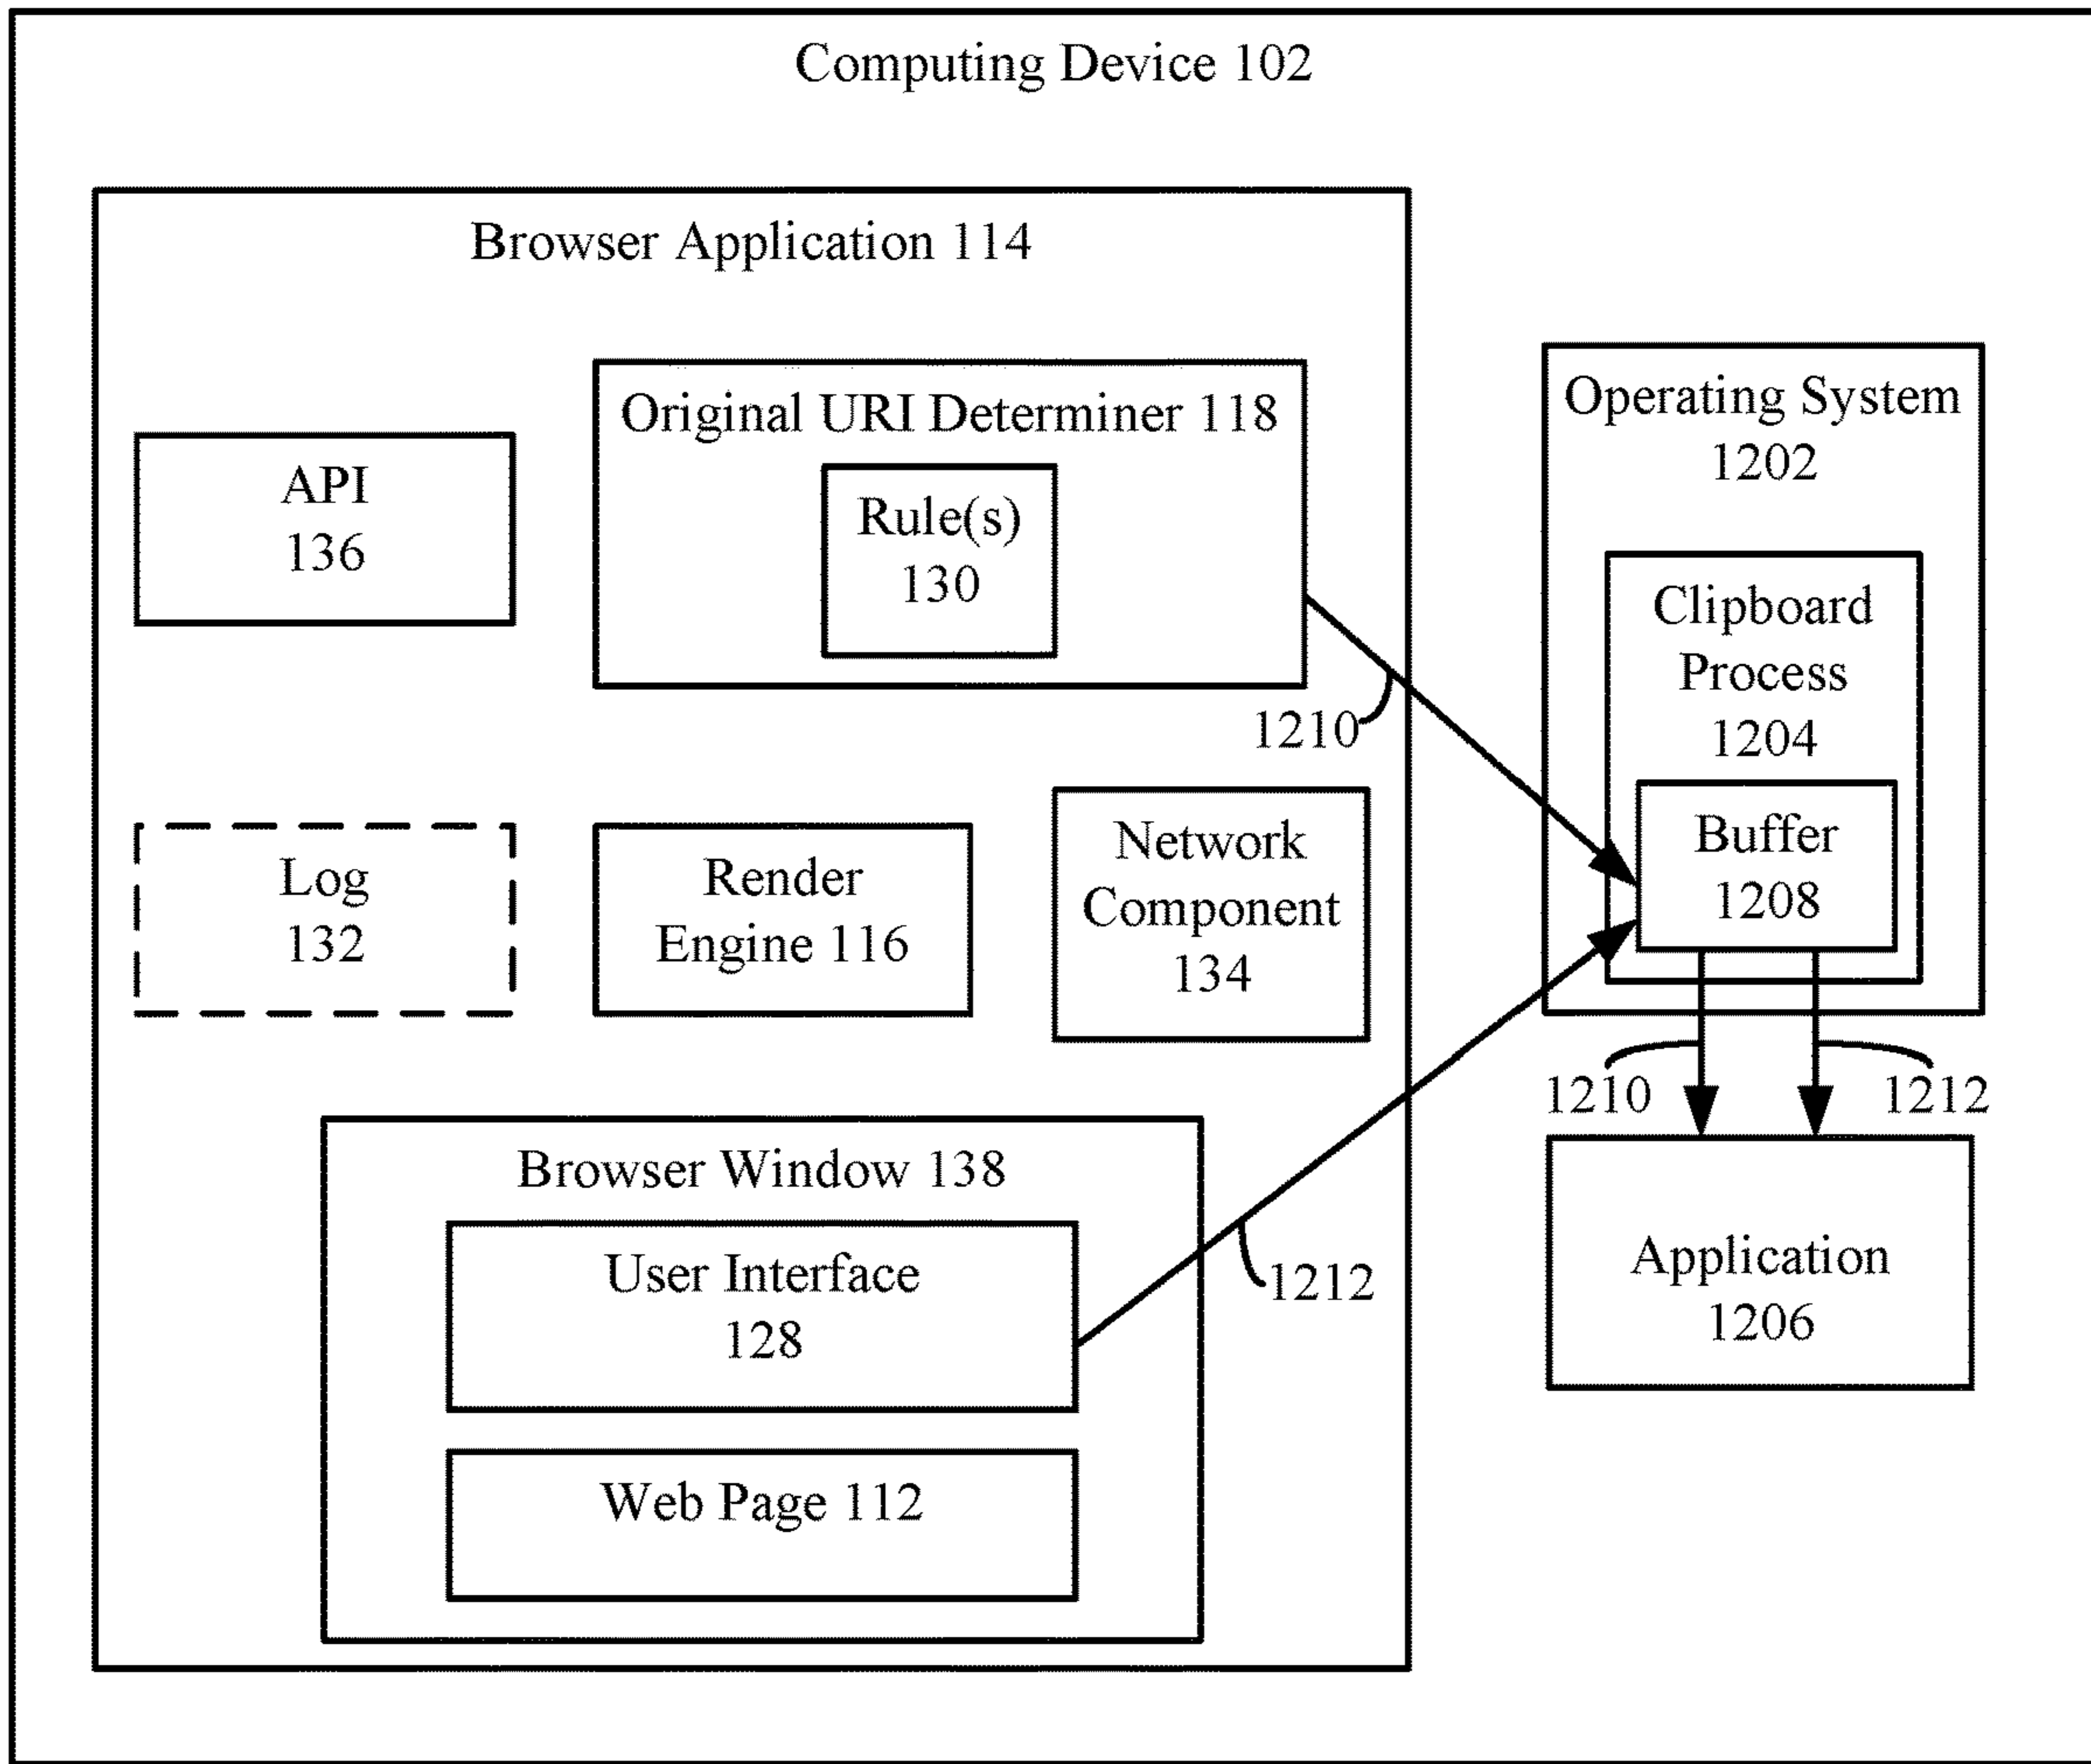 Computing Device 102
Browser Application 114
Original URI Determiner 118
Rule(s)
130
API
136
1210
Log
132
Render
Engine 116
Network
Component
134
Browser Window 138
User Interface
128
Web Page 112
1212
Operating System
1202
Clipboard
Process
1204
Buffer
1208
1210
1212
Application
1206